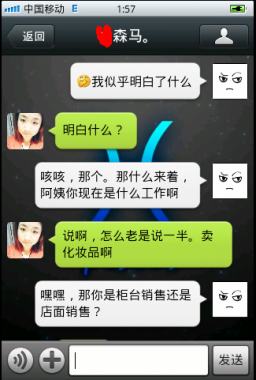 中国移动 E 1:57
返回 森马。
🤔我似乎明白了什么
明白什么？
咳咳，那个。那什么来着，
阿姨你现在是什么工作啊
说啊，怎么老是说一半。卖
化妆品啊
嘿嘿，那你是柜台销售还是
店面销售？
发送